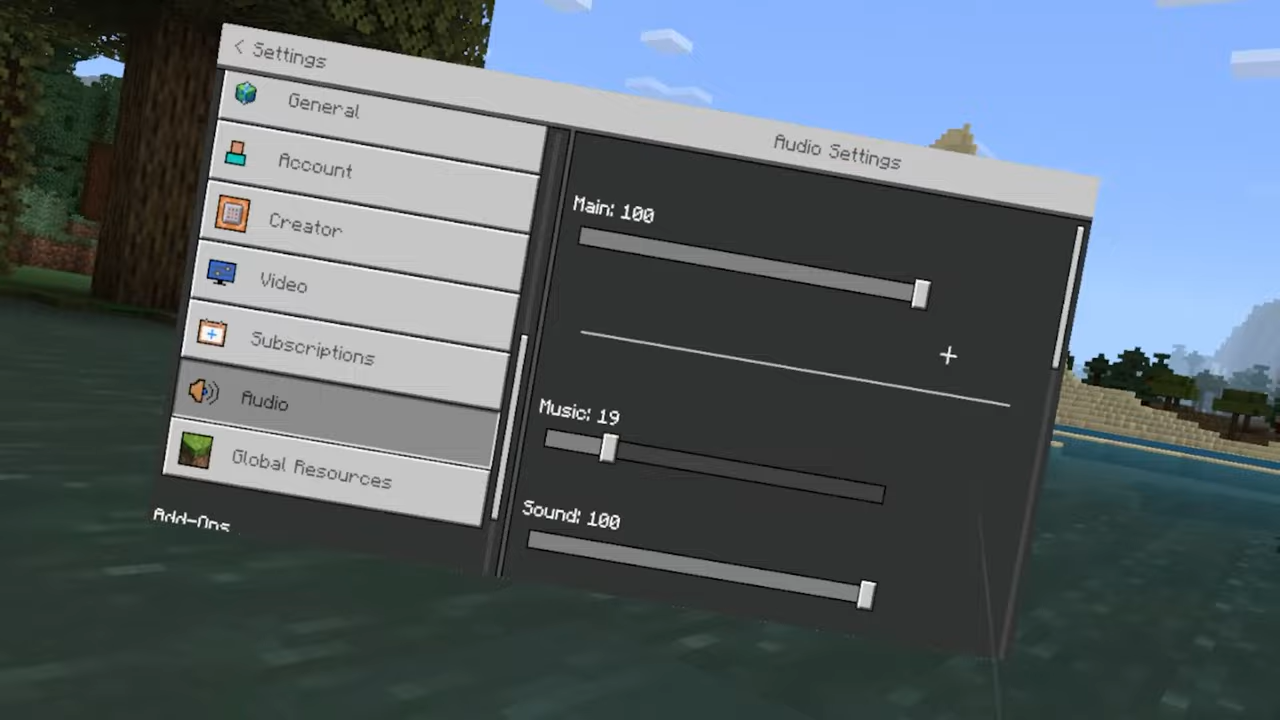 Settings
General
Account
Creator
Video
Subscriptions
Audio
Global Resources
Add-Ons
Audio Settings
Main: 100
Music: 19
Sound: 100